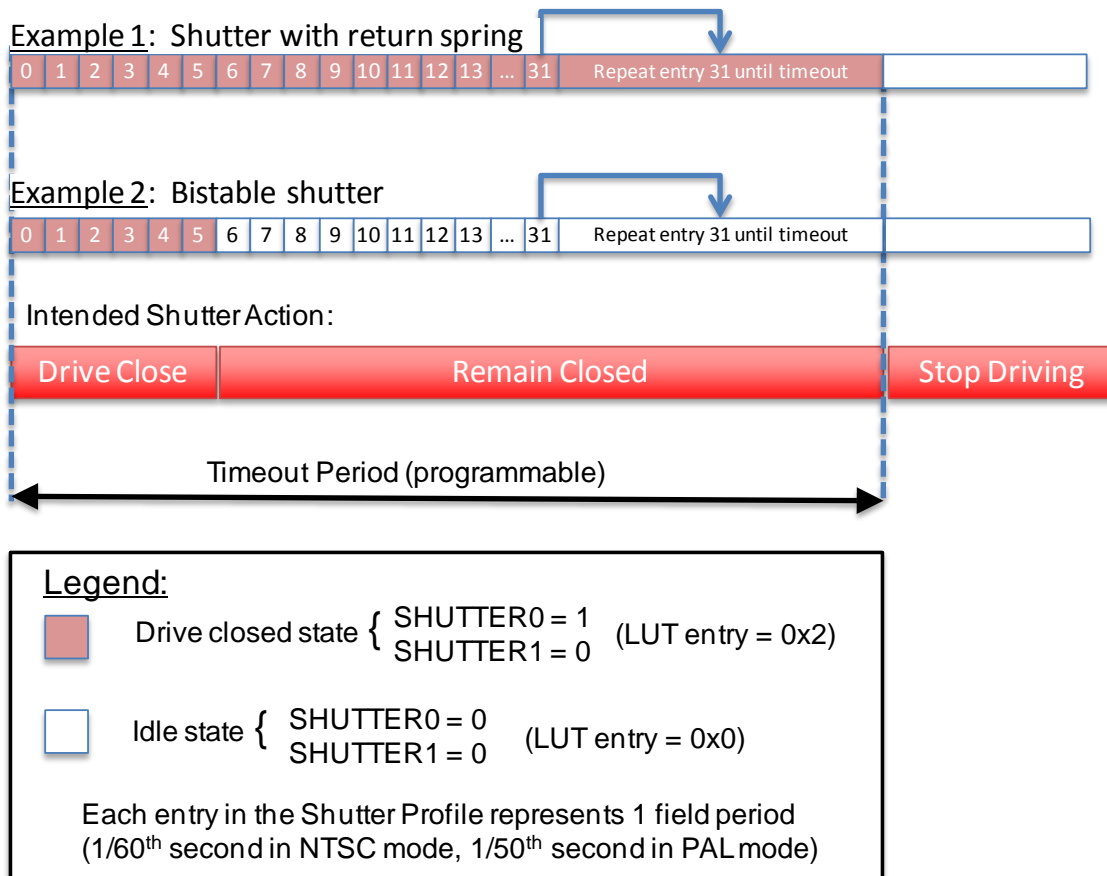 Example 1: Shutter with return spring
0 1 2 3 4 5 6 7 8 9 10 11 12 13 ... 31 Repeat entry 31 until timeout
Example 2: Bistable shutter
0 1 2 3 4 5 6 7 8 9 10 11 12 13 ... 31 Repeat entry 31 until timeout
Intended Shutter Action:
Drive Close Remain Closed Stop Driving
Timeout Period (programmable)
Legend:
Drive closed state { SHUTTER0 = 1 (LUT entry = 0x2)
SHUTTER1 = 0
Idle state { SHUTTER0 = 0 (LUT entry = 0x0)
SHUTTER1 = 0
Each entry in the Shutter Profile represents 1 field period
(1/60th second in NTSC mode, 1/50th second in PAL mode)